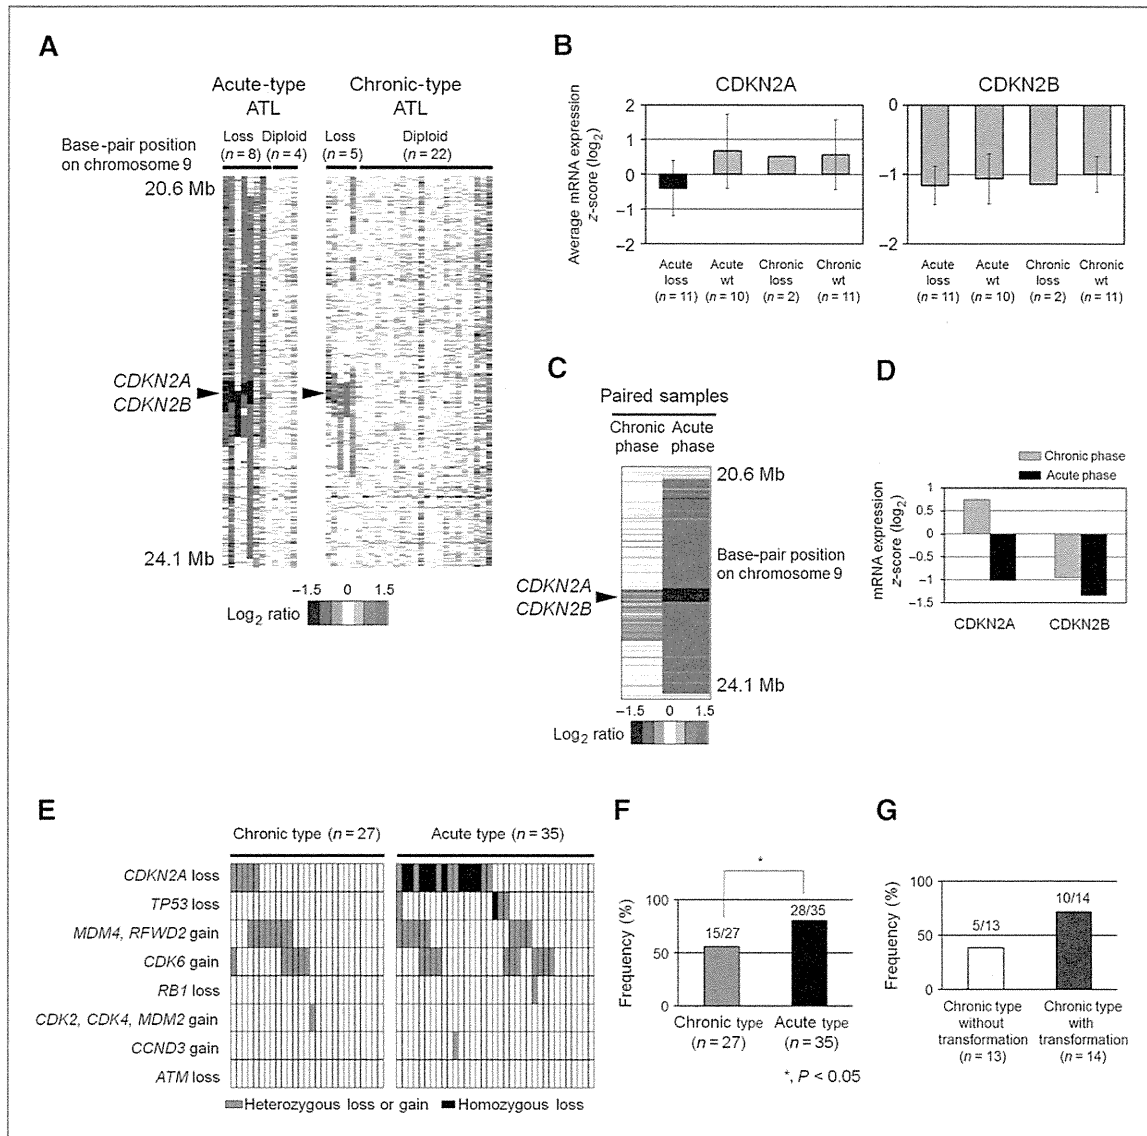 A
Acute-type
ATL
Chronic-type
ATL
Base-pair position
on chromosome 9
Loss
(n = 8)
Diploid
(n = 4)
Loss
(n = 5)
Diploid
(n = 22)
20.6 Mb
CDKN2A
CDKN2B
24.1 Mb
−1.5 0 1.5
Log2 ratio
B
CDKN2A
CDKN2B
Average mRNA expression
z-score (log2)
2
1
0
−1
−2
Acute
loss
(n = 11)
Acute
wt
(n = 10)
Chronic
loss
(n = 2)
Chronic
wt
(n = 11)
0
−1
−2
Acute
loss
(n = 11)
Acute
wt
(n = 10)
Chronic
loss
(n = 2)
Chronic
wt
(n = 11)
C
Paired samples
Chronic
phase
Acute
phase
20.6 Mb
Base-pair position
on chromosome 9
CDKN2A
CDKN2B
24.1 Mb
−1.5 0 1.5
Log2 ratio
D
Chronic phase
Acute phase
mRNA expression
z-score (log2)
1
0.5
0
−0.5
−1
−1.5
CDKN2A
CDKN2B
E
Chronic type (n = 27)
Acute type (n = 35)
CDKN2A loss
TP53 loss
MDM4, RFWD2 gain
CDK6 gain
RB1 loss
CDK2, CDK4, MDM2 gain
CCND3 gain
ATM loss
Heterozygous loss or gain
Homozygous loss
F
*
Frequency (%)
100
50
0
15/27
28/35
Chronic type
(n = 27)
Acute type
(n = 35)
*, P < 0.05
G
Frequency (%)
100
50
0
5/13
10/14
Chronic type
without
transformation
(n = 13)
Chronic type
with
transformation
(n = 14)